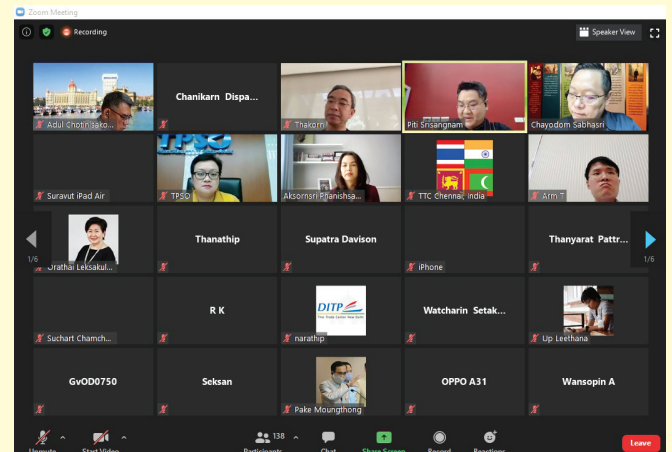 Zoom Meeting
Recording
Speaker View
Adul Chotinisako...
Chanikarn Dispa...
Thakorn
Piti Srisangnam
Chayodom Sabhasri
Suravut iPad Air
TPSO
TPSO
Aksornsri Phanishsa...
TTC Chennai, India
Arm T
Orathai Leksakul...
Thanathip
Supatra Davison
iPhone
Thanyarat Pattr...
1/6
1/6
Suchart Chamch...
R K
DITP
Thai Trade Center New Delhi
narathip
Watcharin Setak...
Up Leethana
GvOD0750
Seksan
Pake Moungthong
OPPO A31
Wansopin A
Unmute
Start Video
138
Participants
Chat
Share Screen
Record
Reactions
Leave